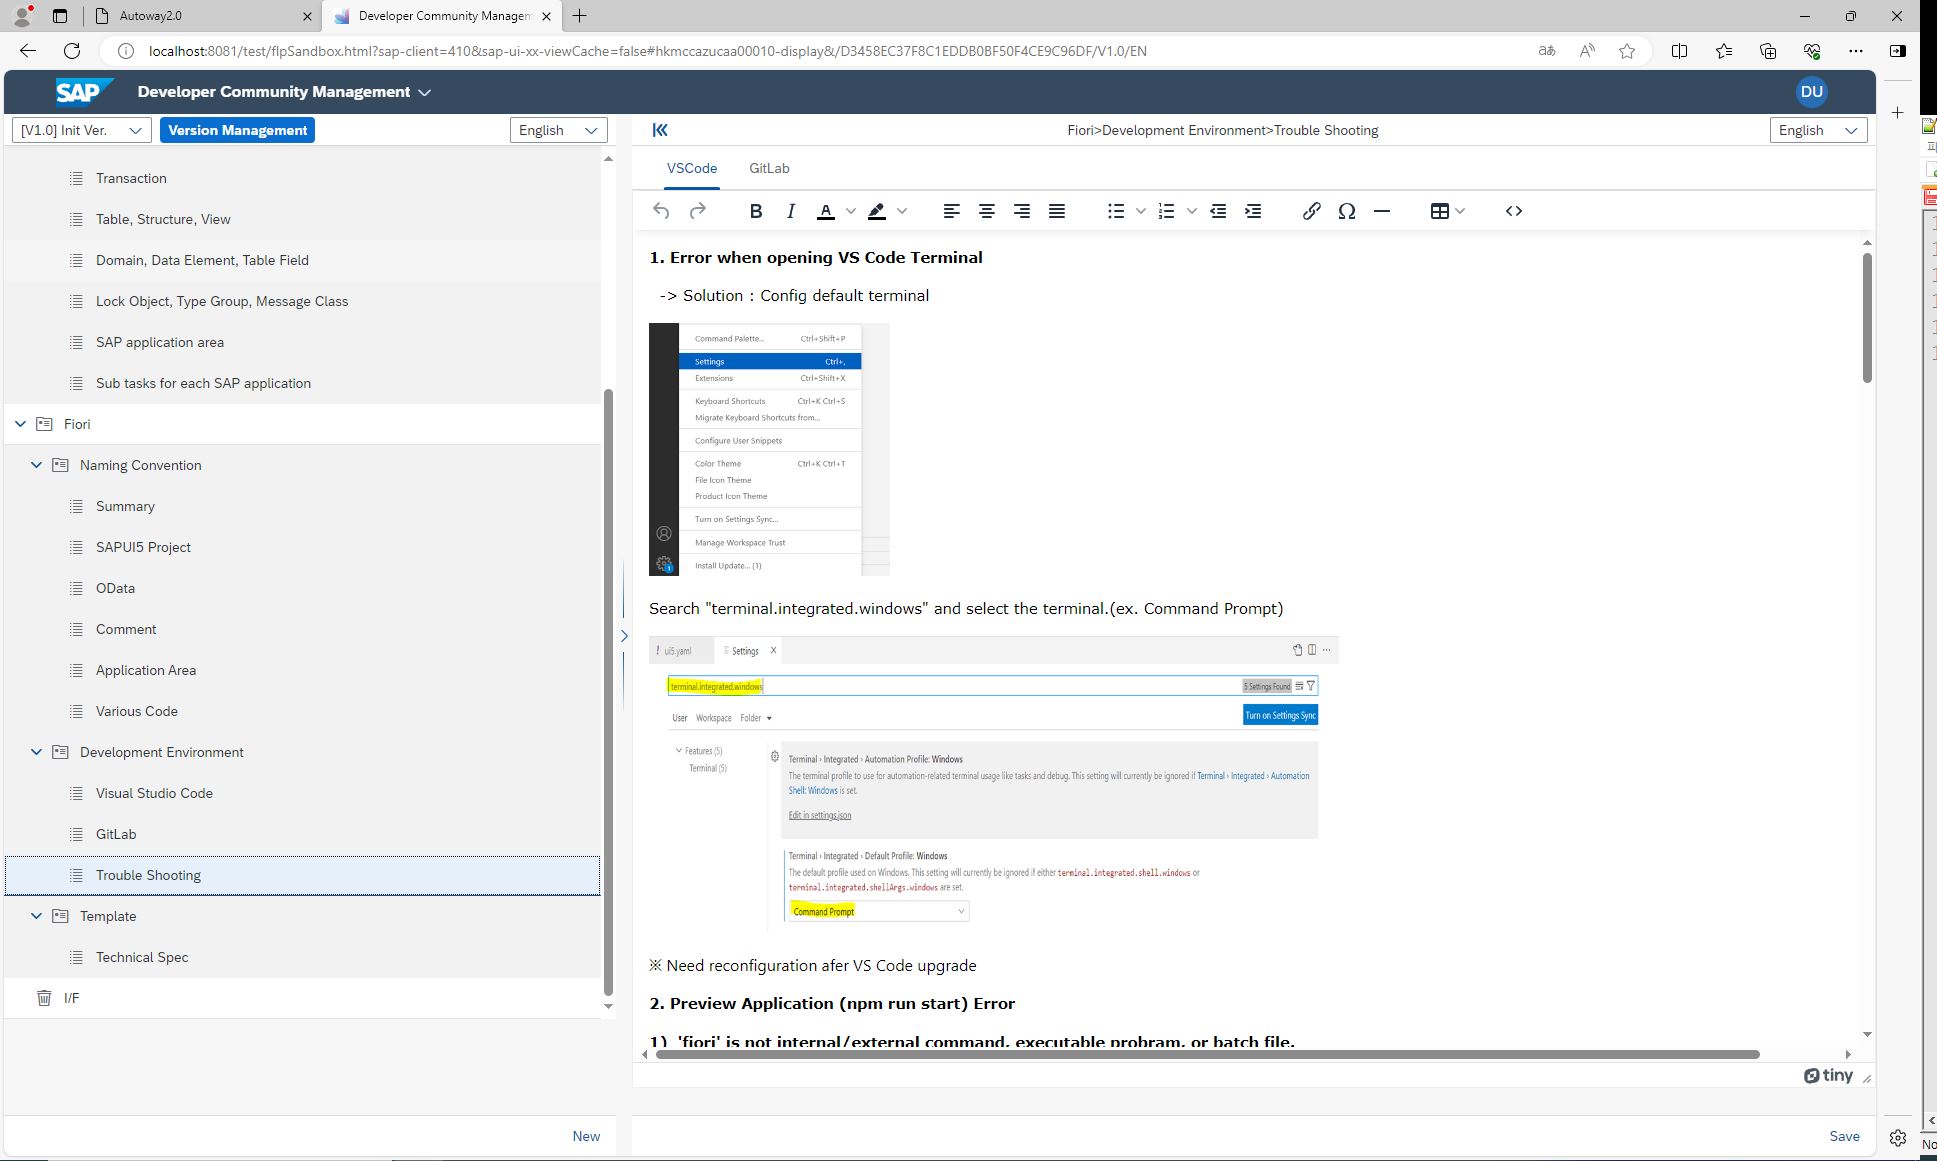 Autoway2.0
Developer Community Managem
localhost:8081/test/flpSandbox.html?sap-client=410&sap-ui-xx-viewCache=false#hkmccazucaa00010-display&/D3458EC37F8C1EDDB0BF50F4CE9C96DF/V1.0/EN
SAP Developer Community Management
DU
[V1.0] Init Ver. Version Management English
Transaction
Table, Structure, View
Domain, Data Element, Table Field
Lock Object, Type Group, Message Class
SAP application area
Sub tasks for each SAP application
Fiori
Naming Convention
Summary
SAPUI5 Project
OData
Comment
Application Area
Various Code
Development Environment
Visual Studio Code
GitLab
Trouble Shooting
Template
Technical Spec
I/F
New
Fiori>Development Environment>Trouble Shooting
English
VSCode GitLab
1. Error when opening VS Code Terminal
-> Solution : Config default terminal
Command Palette... Ctrl+Shift+P
Settings Ctrl+,
Extensions Ctrl+Shift+X
Keyboard Shortcuts Ctrl+K Ctrl+S
Migrate Keyboard Shortcuts from...
Configure User Snippets
Color Theme Ctrl+K Ctrl+T
File Icon Theme
Product Icon Theme
Turn on Settings Sync...
Manage Workspace Trust
Install Update... (1)
1
Search "terminal.integrated.windows" and select the terminal.(ex. Command Prompt)
! ui5.yaml Settings X
terminal.integrated.windows 5 Settings Found
User Workspace Folder
Turn on Settings Sync
Features (5)
Terminal (5)
Terminal › Integrated › Automation Profile: Windows
The terminal profile to use for automation-related terminal usage like tasks and debug. This setting will currently be ignored if Terminal › Integrated › Automation
Shell: Windows is set.
Edit in settings.json
Terminal › Integrated › Default Profile: Windows
The default profile used on Windows. This setting will currently be ignored if either terminal.integrated.shell.windows or
terminal.integrated.shellArgs.windows are set.
Command Prompt
※ Need reconfiguration afer VS Code upgrade
2. Preview Application (npm run start) Error
1) 'fiori' is not internal/external command, executable probram, or batch file.
tiny
Save
No